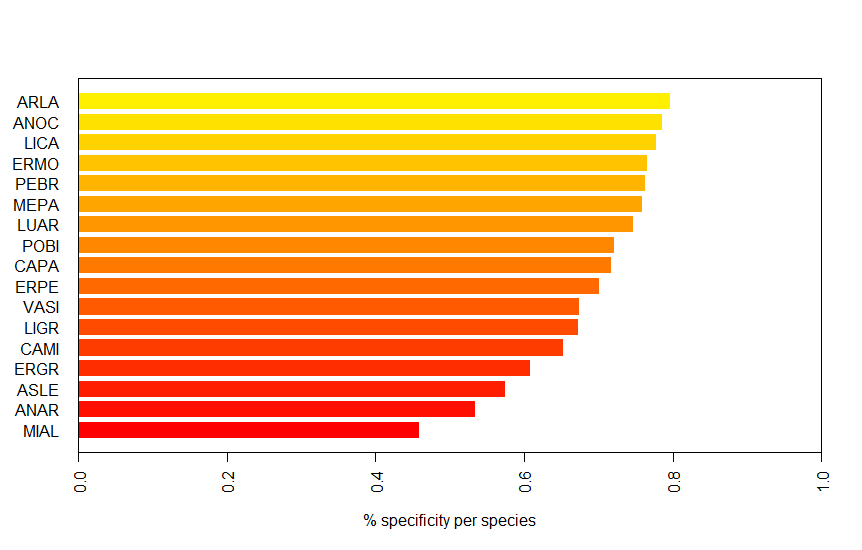 ARLA
ANOC
LICA
ERMO
PEBR
MEPA
LUAR
POBI
CAPA
ERPE
VASI
LIGR
CAMI
ERGR
ASLE
ANAR
MIAL
0.0 0.2 0.4 0.6 0.8 1.0
% specificity per species